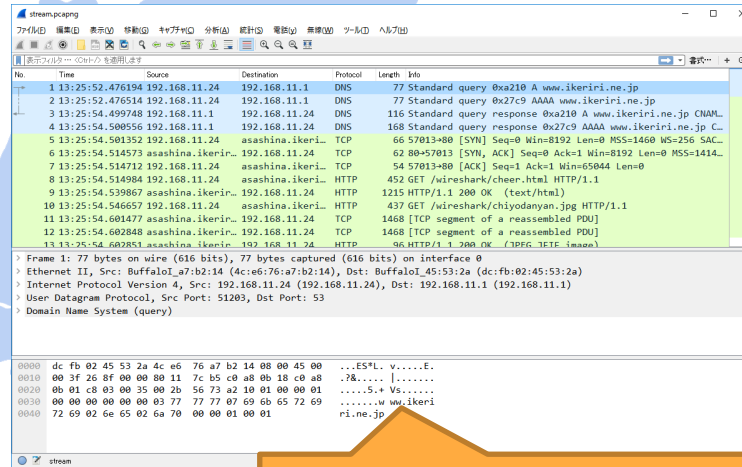 stream.pcapng
ファイル(F) 編集(E) 表示(V) 移動(G) キャプチャ(C) 分析(A) 統計(S) 電話(y) 無線(W) ツール(T) ヘルプ(H)
表示フィルタ … <Ctrl-/> を適用します 書式… +
No. Time Source Destination Protocol Length Info
1 13:25:52.476194 192.168.11.24 192.168.11.1 DNS 77 Standard query 0xa210 A www.ikeriri.ne.jp
2 13:25:52.476514 192.168.11.24 192.168.11.1 DNS 77 Standard query 0x27c9 AAAA www.ikeriri.ne.jp
3 13:25:54.499748 192.168.11.1 192.168.11.24 DNS 116 Standard query response 0xa210 A www.ikeriri.ne.jp CNAM…
4 13:25:54.500556 192.168.11.1 192.168.11.24 DNS 168 Standard query response 0x27c9 AAAA www.ikeriri.ne.jp C…
5 13:25:54.501352 192.168.11.24 asashina.ikeri… TCP 66 57013→80 [SYN] Seq=0 Win=8192 Len=0 MSS=1460 WS=256 SAC…
6 13:25:54.514573 asashina.ikerir… 192.168.11.24 TCP 62 80→57013 [SYN, ACK] Seq=0 Ack=1 Win=8192 Len=0 MSS=1414…
7 13:25:54.514712 192.168.11.24 asashina.ikeri… TCP 54 57013→80 [ACK] Seq=1 Ack=1 Win=65044 Len=0
8 13:25:54.514984 192.168.11.24 asashina.ikeri… HTTP 452 GET /wireshark/cheer.html HTTP/1.1
9 13:25:54.539867 asashina.ikerir… 192.168.11.24 HTTP 1215 HTTP/1.1 200 OK (text/html)
10 13:25:54.546657 192.168.11.24 asashina.ikeri… HTTP 437 GET /wireshark/chiyodanyan.jpg HTTP/1.1
11 13:25:54.601477 asashina.ikerir… 192.168.11.24 TCP 1468 [TCP segment of a reassembled PDU]
12 13:25:54.602848 asashina.ikerir… 192.168.11.24 TCP 1468 [TCP segment of a reassembled PDU]
13 13:25:54.602851 asashina.ikerir… 192.168.11.24 HTTP 96 HTTP/1.1 200 OK (JPEG JFIF image)
> Frame 1: 77 bytes on wire (616 bits), 77 bytes captured (616 bits) on interface 0
> Ethernet II, Src: BuffaloI_a7:b2:14 (4c:e6:76:a7:b2:14), Dst: BuffaloI_45:53:2a (dc:fb:02:45:53:2a)
> Internet Protocol Version 4, Src: 192.168.11.24 (192.168.11.24), Dst: 192.168.11.1 (192.168.11.1)
> User Datagram Protocol, Src Port: 51203, Dst Port: 53
> Domain Name System (query)
0000 dc fb 02 45 53 2a 4c e6 76 a7 b2 14 08 00 45 00 ...ES*L. v.....E.
0010 00 3f 26 8f 00 00 80 11 7c b5 c0 a8 0b 18 c0 a8 .?&..... |.......
0020 0b 01 c8 03 00 35 00 2b 56 73 a2 10 01 00 00 01 .....5.+ Vs......
0030 00 00 00 00 00 00 03 77 77 77 07 69 6b 65 72 69 .......w ww.ikeri
0040 72 69 02 6e 65 02 6a 70 00 00 01 00 01 ri.ne.jp
stream